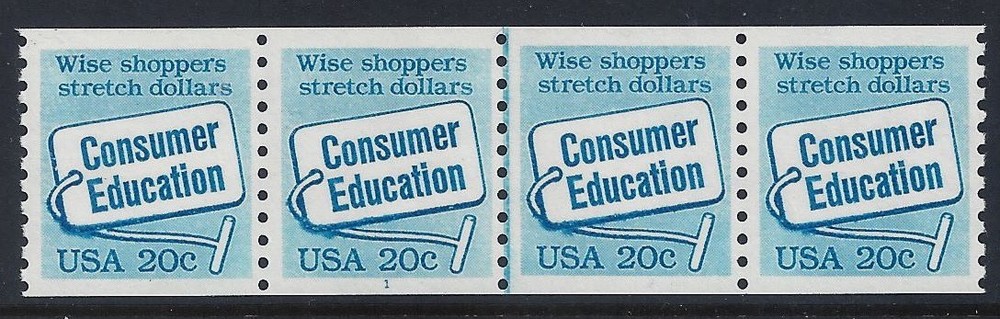 Wise shoppers
stretch dollars
Consumer
Education
USA 20c
Wise shoppers
stretch dollars
Consumer
Education
USA 20c
1
Wise shoppers
stretch dollars
Consumer
Education
USA 20c
Wise shoppers
stretch dollars
Consumer
Education
USA 20c